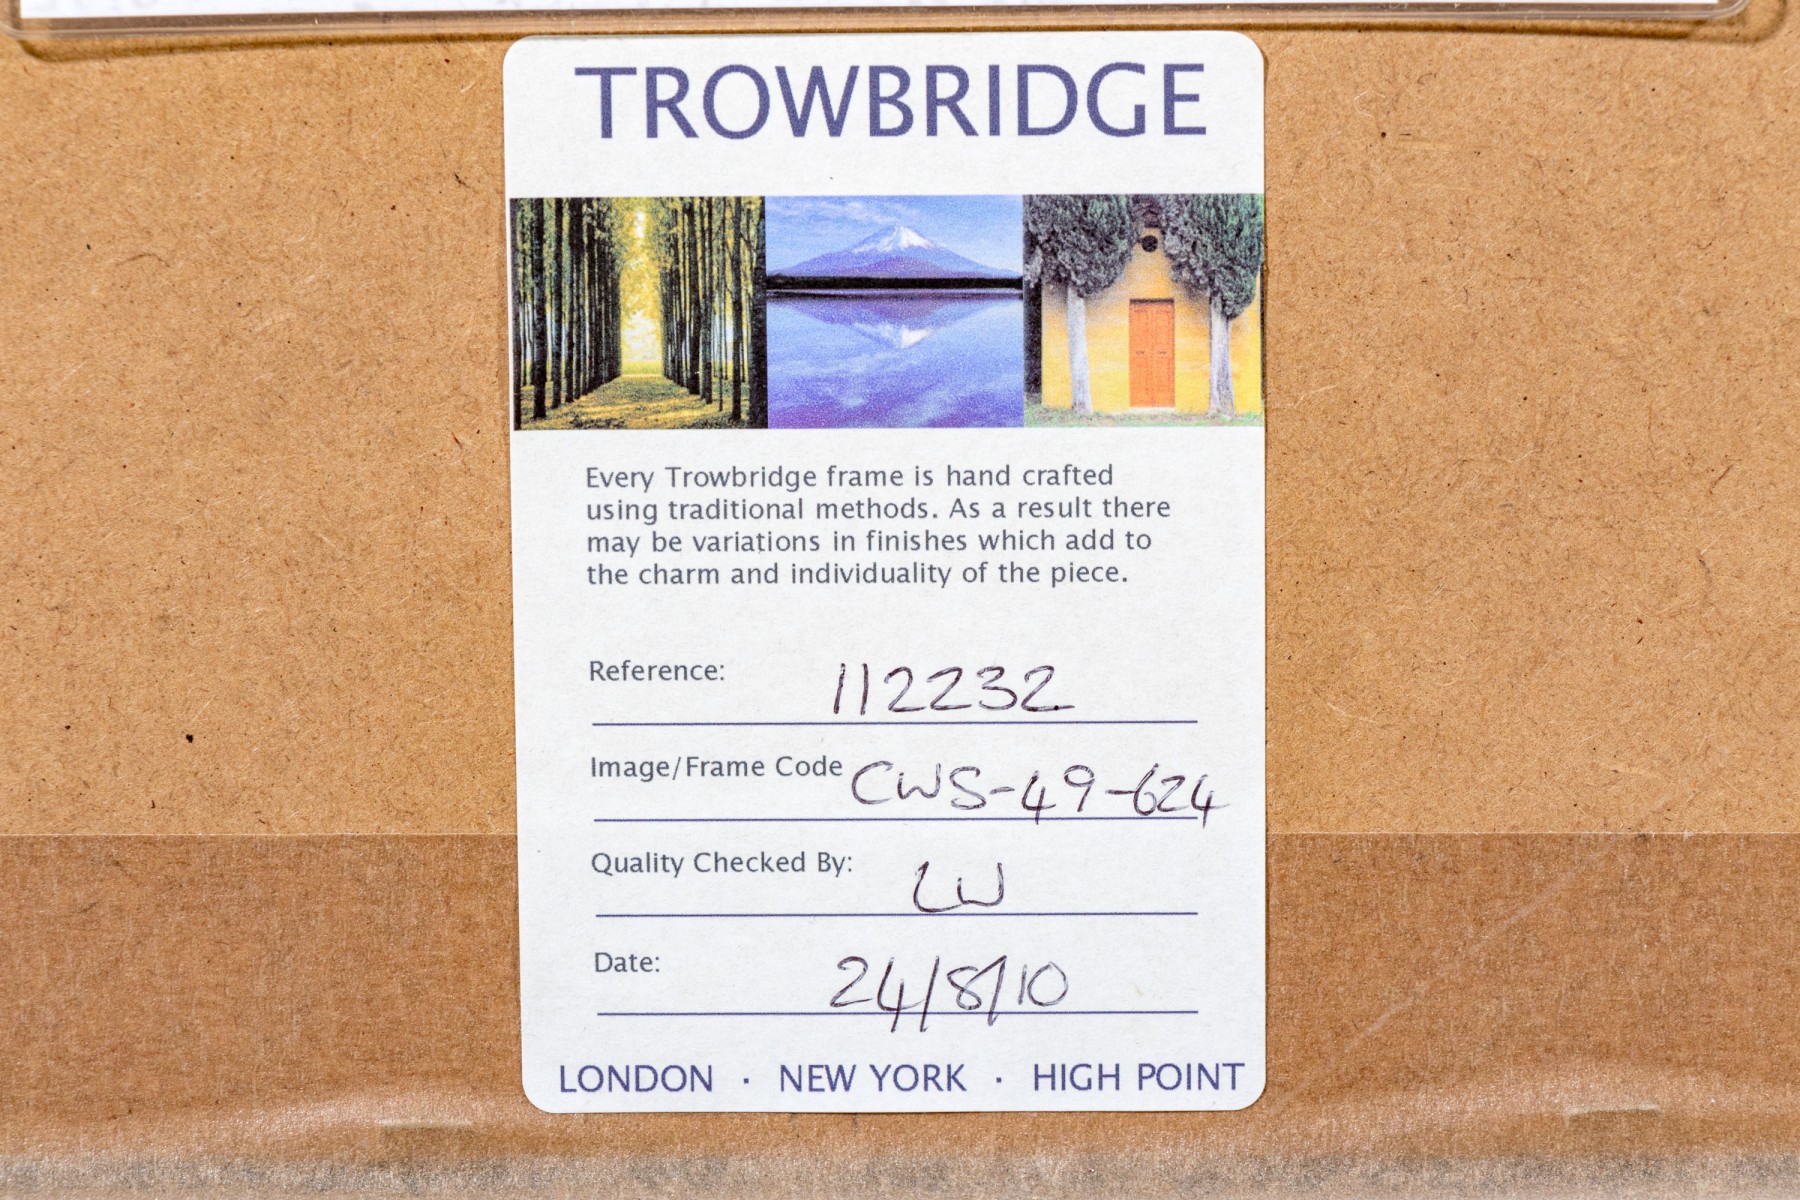 TROWBRIDGE
Every Trowbridge frame is hand crafted
using traditional methods. As a result there
may be variations in finishes which add to
the charm and individuality of the piece.
Reference: 112232
Image/Frame Code CWS-49-624
Quality Checked By: LW
Date: 24/8/10
LONDON · NEW YORK · HIGH POINT